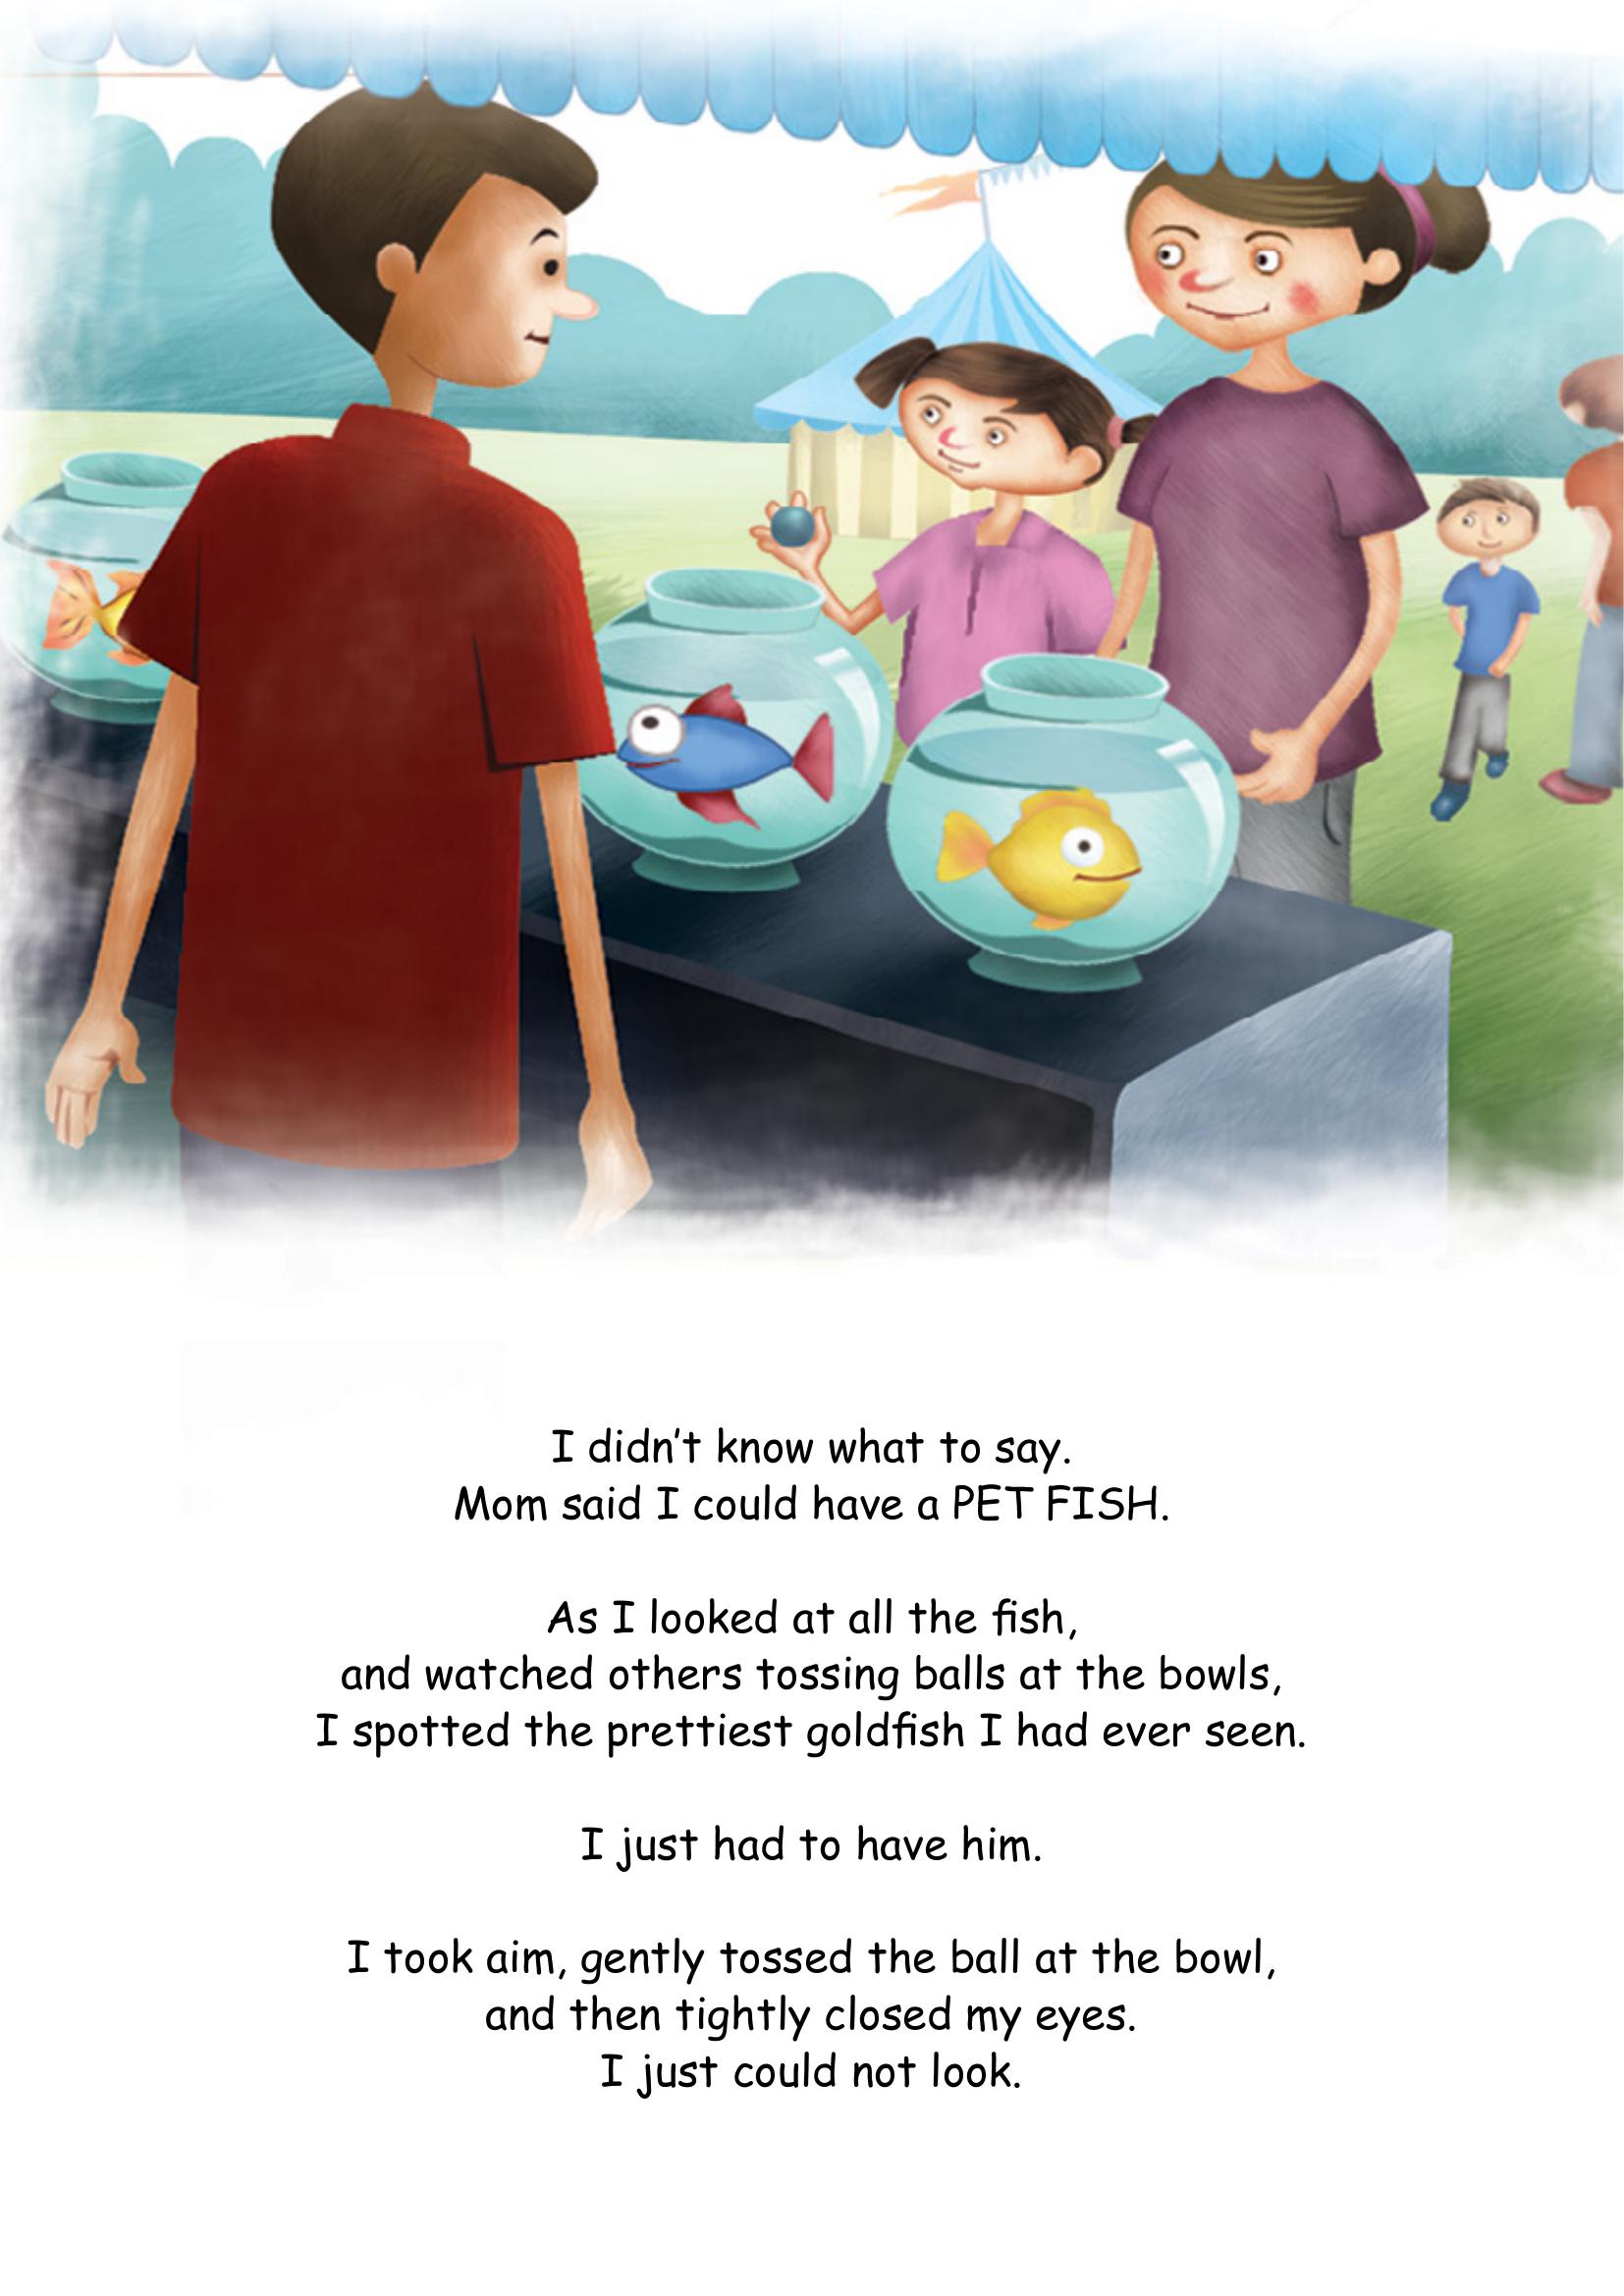 I didn't know what to say.
Mom said I could have a PET FISH.
As I looked at all the fish,
and watched others tossing balls at the bowls,
I spotted the prettiest goldfish I had ever seen.
I just had to have him.
I took aim, gently tossed the ball at the bowl,
and then tightly closed my eyes.
I just could not look.